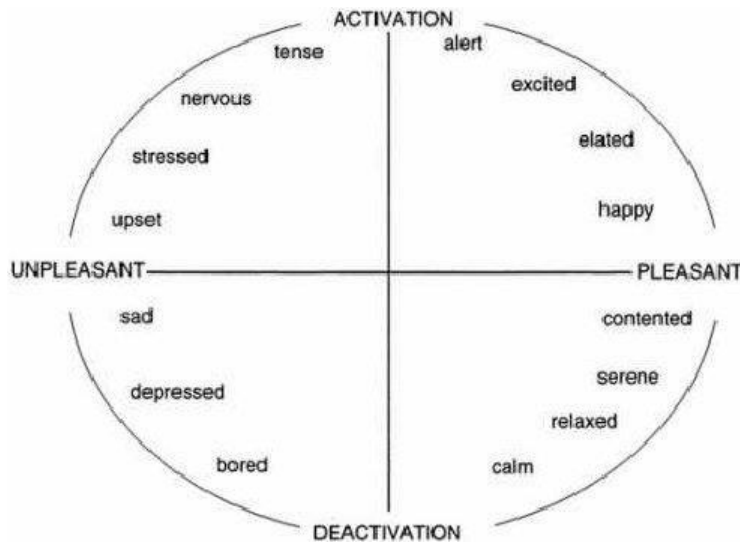 ACTIVATION
tense
alert
nervous
excited
stressed
elated
upset
happy
UNPLEASANT
PLEASANT
sad
contented
depressed
serene
relaxed
bored
calm
DEACTIVATION